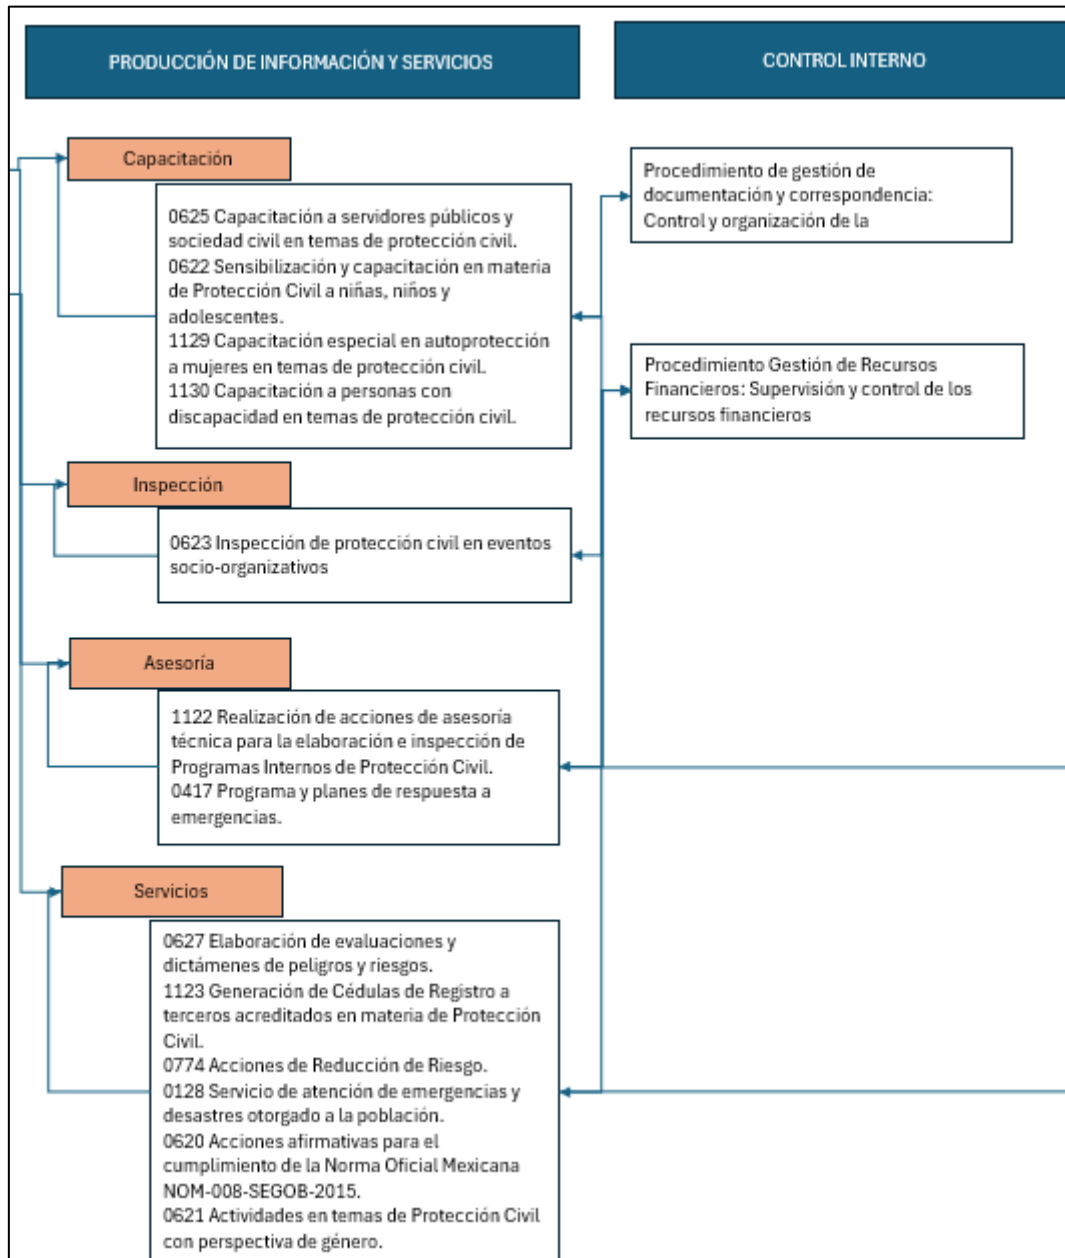 PRODUCCIÓN DE INFORMACIÓN Y SERVICIOS
CONTROL INTERNO
Capacitación
0625 Capacitación a servidores públicos y
sociedad civil en temas de protección civil.
0622 Sensibilización y capacitación en materia
de Protección Civil a niñas, niños y
adolescentes.
1129 Capacitación especial en autoprotección
a mujeres en temas de protección civil.
1130 Capacitación a personas con
discapacidad en temas de protección civil.
Inspección
0623 Inspección de protección civil en eventos
socio-organizativos
Asesoría
1122 Realización de acciones de asesoría
técnica para la elaboración e inspección de
Programas Internos de Protección Civil.
0417 Programa y planes de respuesta a
emergencias.
Servicios
0627 Elaboración de evaluaciones y
dictámenes de peligros y riesgos.
1123 Generación de Cédulas de Registro a
terceros acreditados en materia de Protección
Civil.
0774 Acciones de Reducción de Riesgo.
0128 Servicio de atención de emergencias y
desastres otorgado a la población.
0620 Acciones afirmativas para el
cumplimiento de la Norma Oficial Mexicana
NOM-008-SEGOB-2015.
0621 Actividades en temas de Protección Civil
con perspectiva de género.
Procedimiento de gestión de
documentación y correspondencia:
Control y organización de la
Procedimiento Gestión de Recursos
Financieros: Supervisión y control de los
recursos financieros